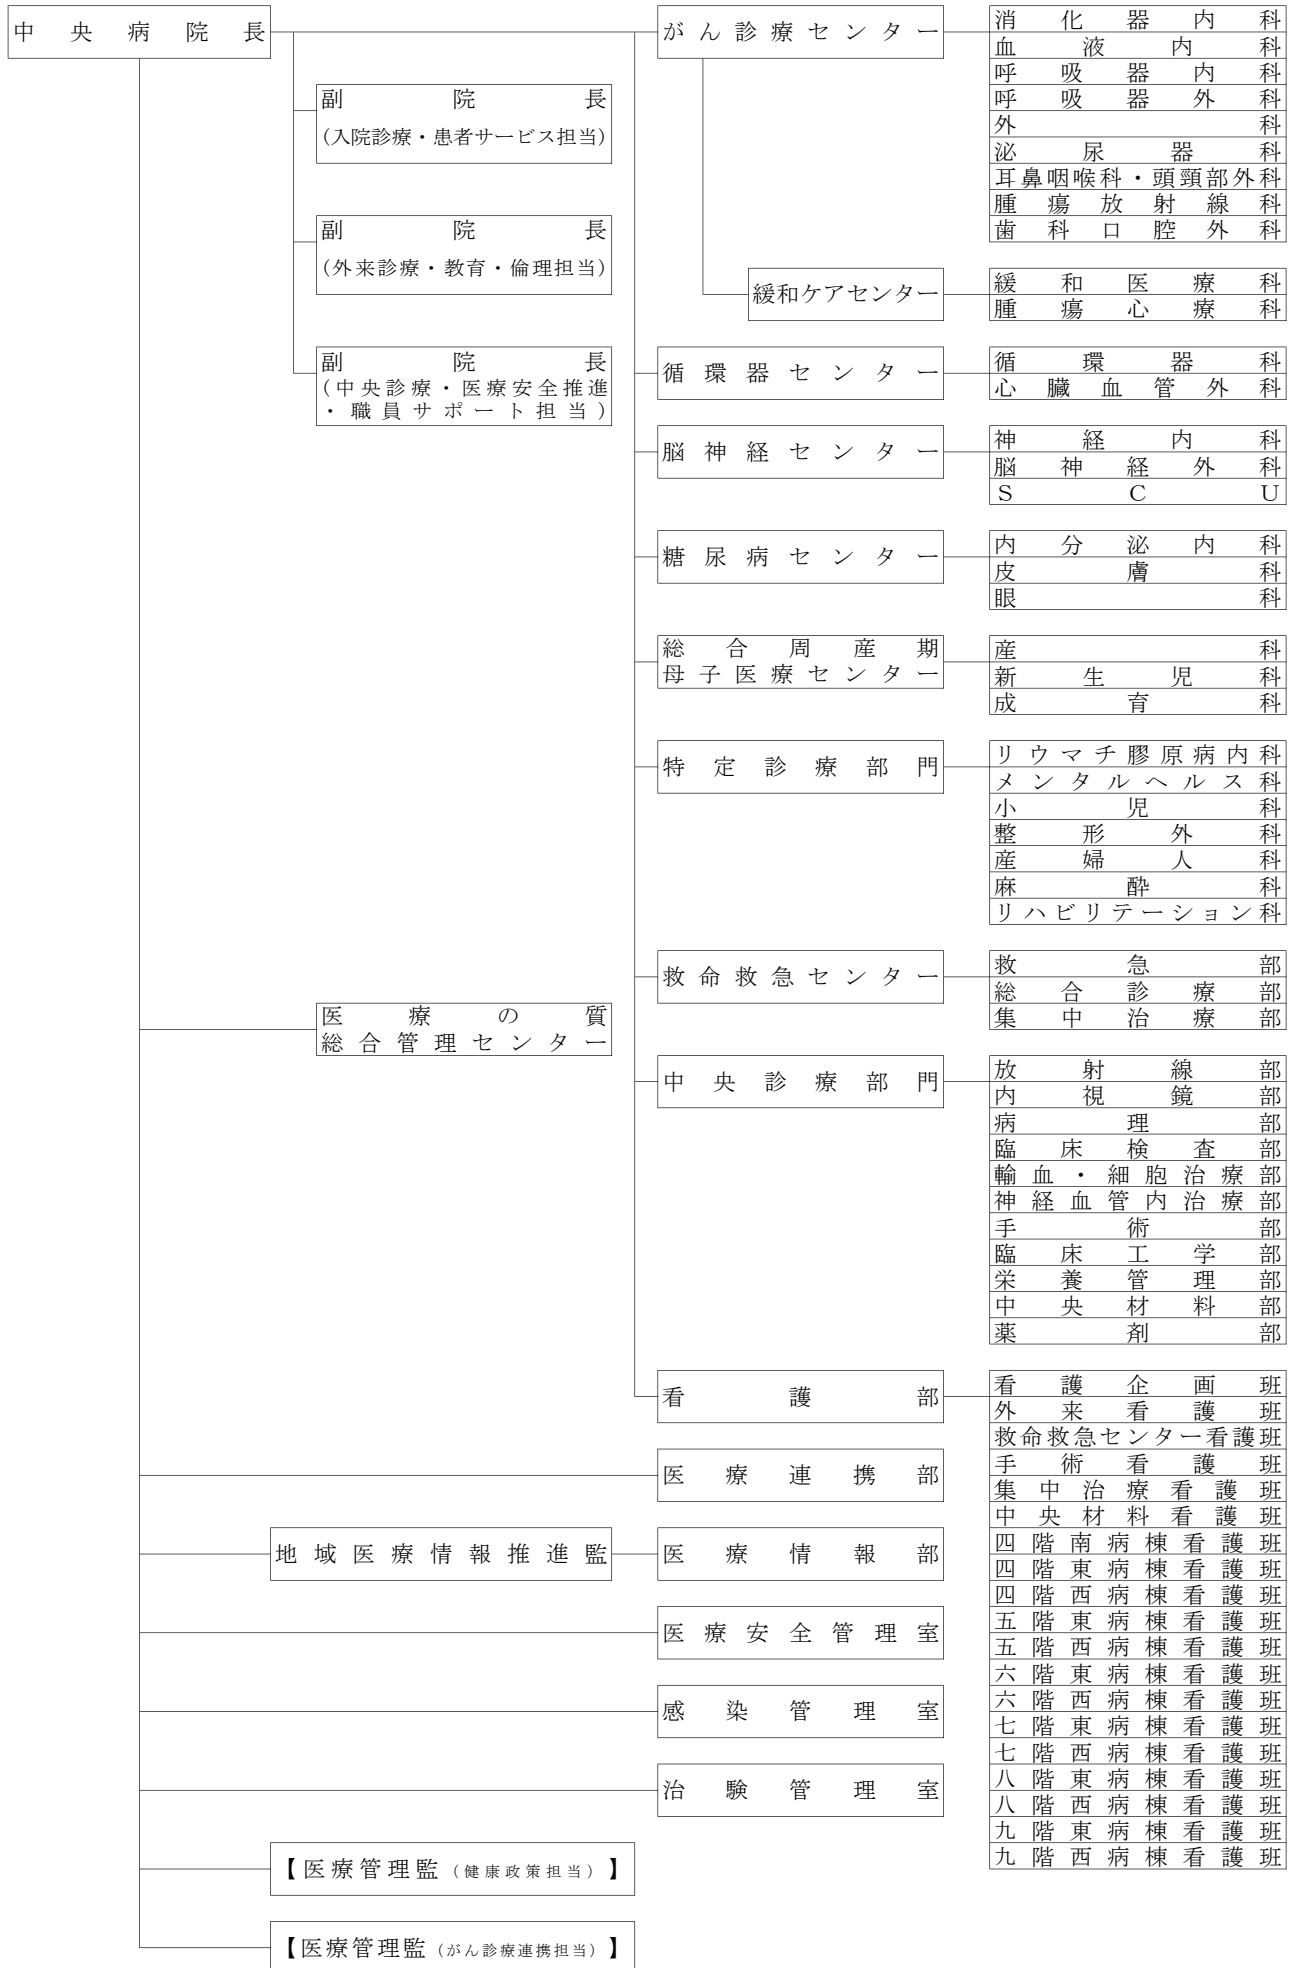 中央病院長
副院長
(入院診療・患者サービス担当)
副院長
(外来診療・教育・倫理担当)
副院長
(中央診療・医療安全推進
・職員サポート担当)
医療の質
総合管理センター
がん診療センター
消化器内科
血液内科
呼吸器内科
呼吸器外科
外科
泌尿器科
耳鼻咽喉科・頭頸部外科
腫瘍放射線科
歯科口腔外科
緩和ケアセンター
緩和医療科
腫瘍心療科
循環器センター
循環器科
心臓血管外科
脳神経センター
神経内科
脳神経外科
SCU
糖尿病センター
内分泌内科
皮膚科
眼科
総合周産期
母子医療センター
産科
新生児科
成育科
特定診療部門
リウマチ膠原病内科
メンタルヘルス科
小児科
整形外科
産婦人科
麻酔科
リハビリテーション科
救命救急センター
救急部
総合診療部
集中治療部
中央診療部門
放射線部
内視鏡部
病理部
臨床検査部
輸血・細胞治療部
神経血管内治療部
手術部
臨床工学部
栄養管理部
中央材料部
薬剤部
看護部
看護企画班
外来看護班
救命救急センター看護班
手術看護班
集中治療看護班
中央材料看護班
四階南病棟看護班
四階東病棟看護班
四階西病棟看護班
五階東病棟看護班
五階西病棟看護班
六階東病棟看護班
六階西病棟看護班
七階東病棟看護班
七階西病棟看護班
八階東病棟看護班
八階西病棟看護班
九階東病棟看護班
九階西病棟看護班
医療連携部
地域医療情報推進監
医療情報部
医療安全管理室
感染管理室
治験管理室
【医療管理監(健康政策担当)】
【医療管理監(がん診療連携担当)】